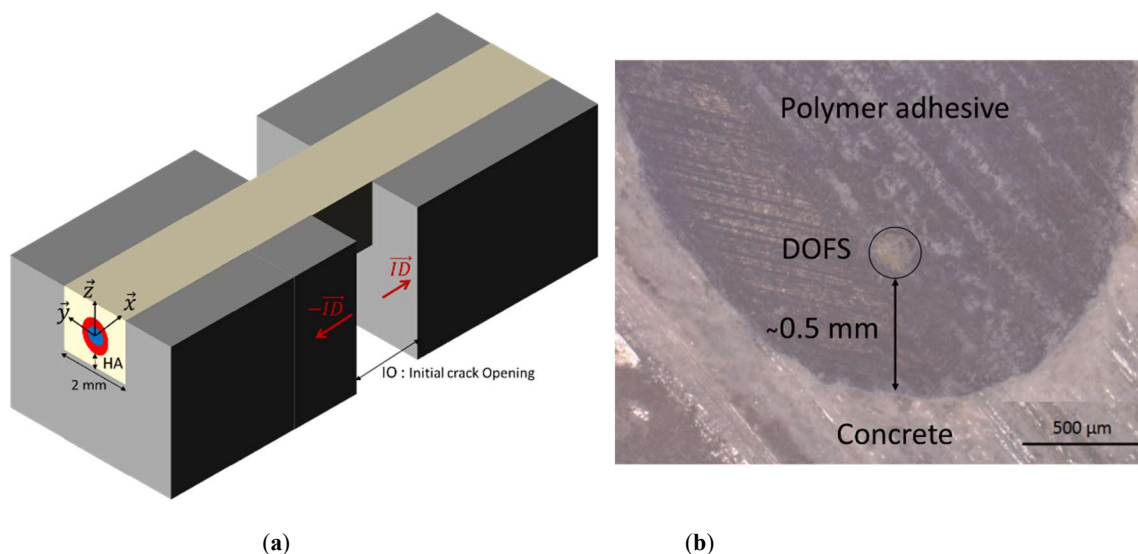 z⃗
y⃗
x⃗
HA
2 mm
−ID⃗
ID⃗
IO : Initial crack Opening
Polymer adhesive
DOFS
~0.5 mm
Concrete
500 µm
(a)
(b)